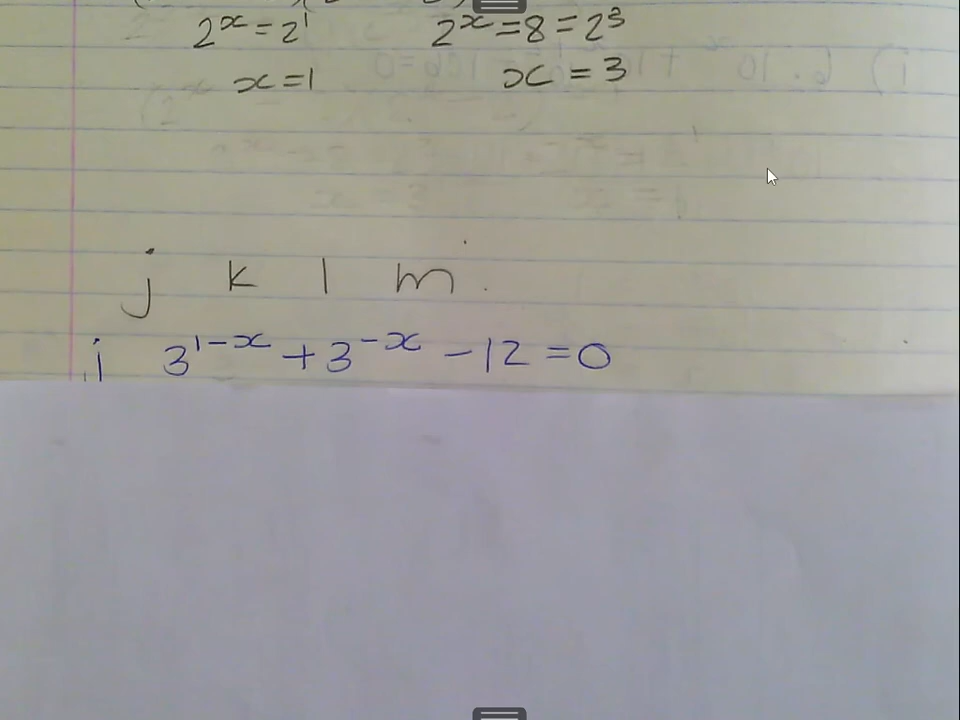 2^x = 2^1 2^x = 8 = 2^3
x = 1 x = 3
j k l m.
j 3^{1-x} + 3^{-x} - 12 = 0